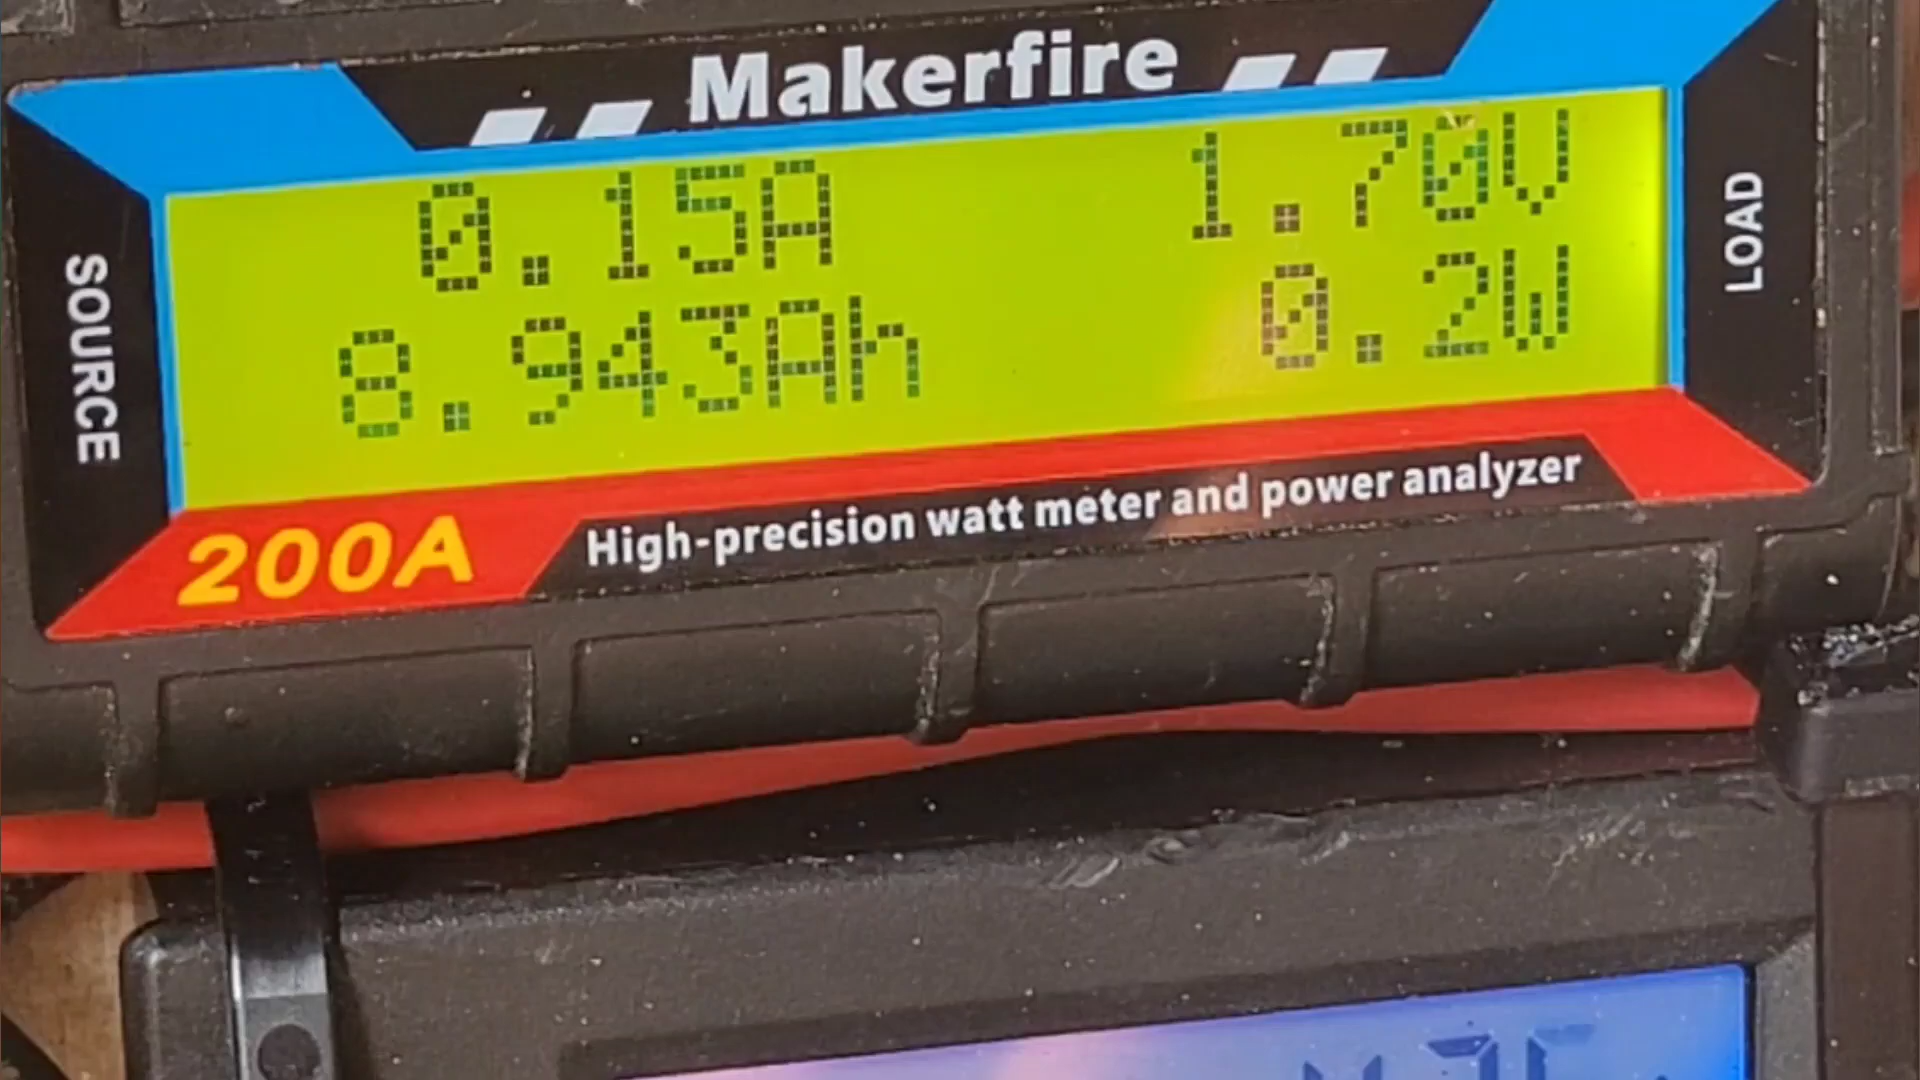 Makerfire
0.15A 1.70V
8.943Ah 0.2W
SOURCE
LOAD
200A
High-precision watt meter and power analyzer